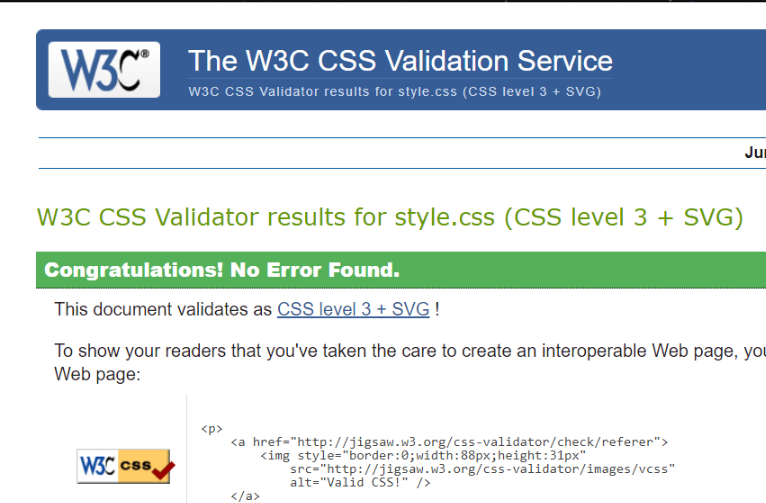 W3C®
The W3C CSS Validation Service
W3C CSS Validator results for style.css (CSS level 3 + SVG)
W3C CSS Validator results for style.css (CSS level 3 + SVG)
Congratulations! No Error Found.
This document validates as CSS level 3 + SVG !
To show your readers that you've taken the care to create an interoperable Web page,
Web page:
<p>
<a href="http://jigsaw.w3.org/css-validator/check/referer">
<img style="border:0;width:88px;height:31px"
src="http://jigsaw.w3.org/css-validator/images/vcss"
alt="Valid CSS!" />
</a>
W3C css